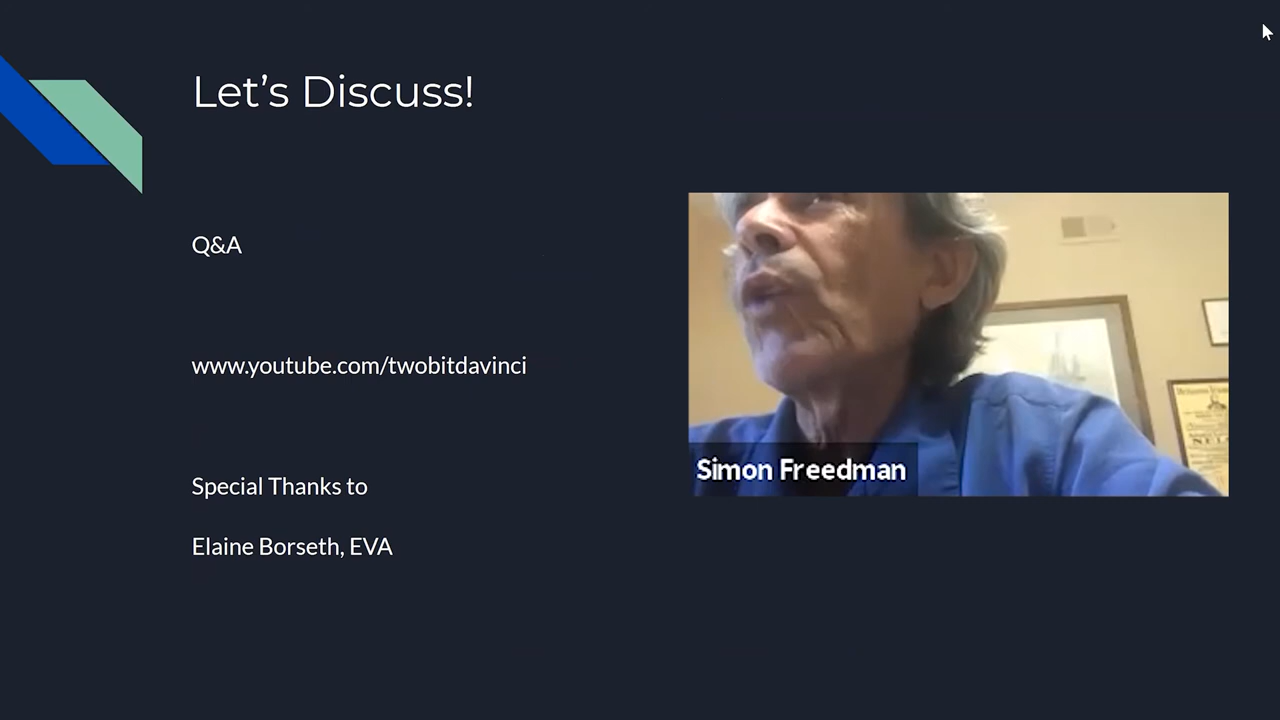 Let's Discuss!
Q&A
www.youtube.com/twobitdavinci
Special Thanks to
Elaine Borseth, EVA
Simon Freedman